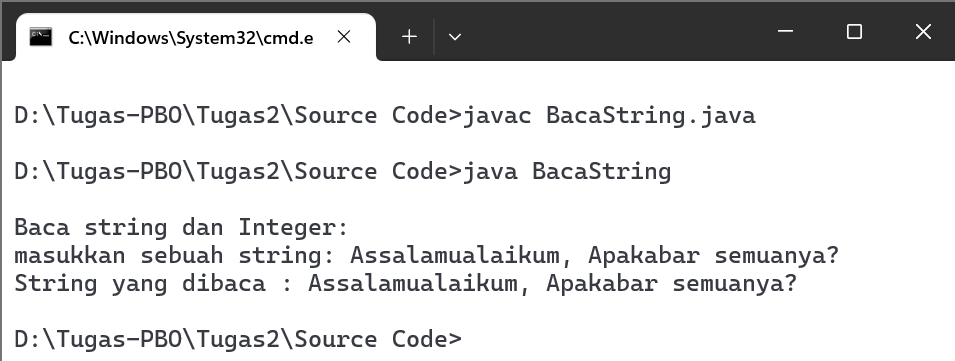 C:\Windows\System32\cmd.e
D:\Tugas-PBO\Tugas2\Source Code>javac BacaString.java
D:\Tugas-PBO\Tugas2\Source Code>java BacaString
Baca string dan Integer:
masukkan sebuah string: Assalamualaikum, Apakabar semuanya?
String yang dibaca : Assalamualaikum, Apakabar semuanya?
D:\Tugas-PBO\Tugas2\Source Code>